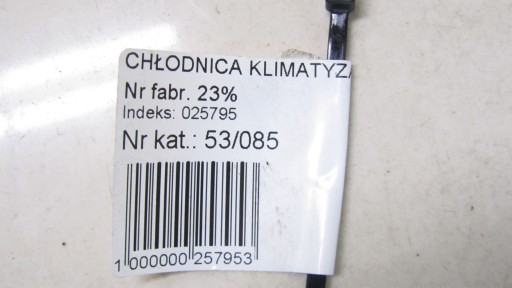 CHŁODNICA KLIMATYZA
Nr fabr. 23%
Indeks: 025795
Nr kat.: 53/085
1 000000 257953